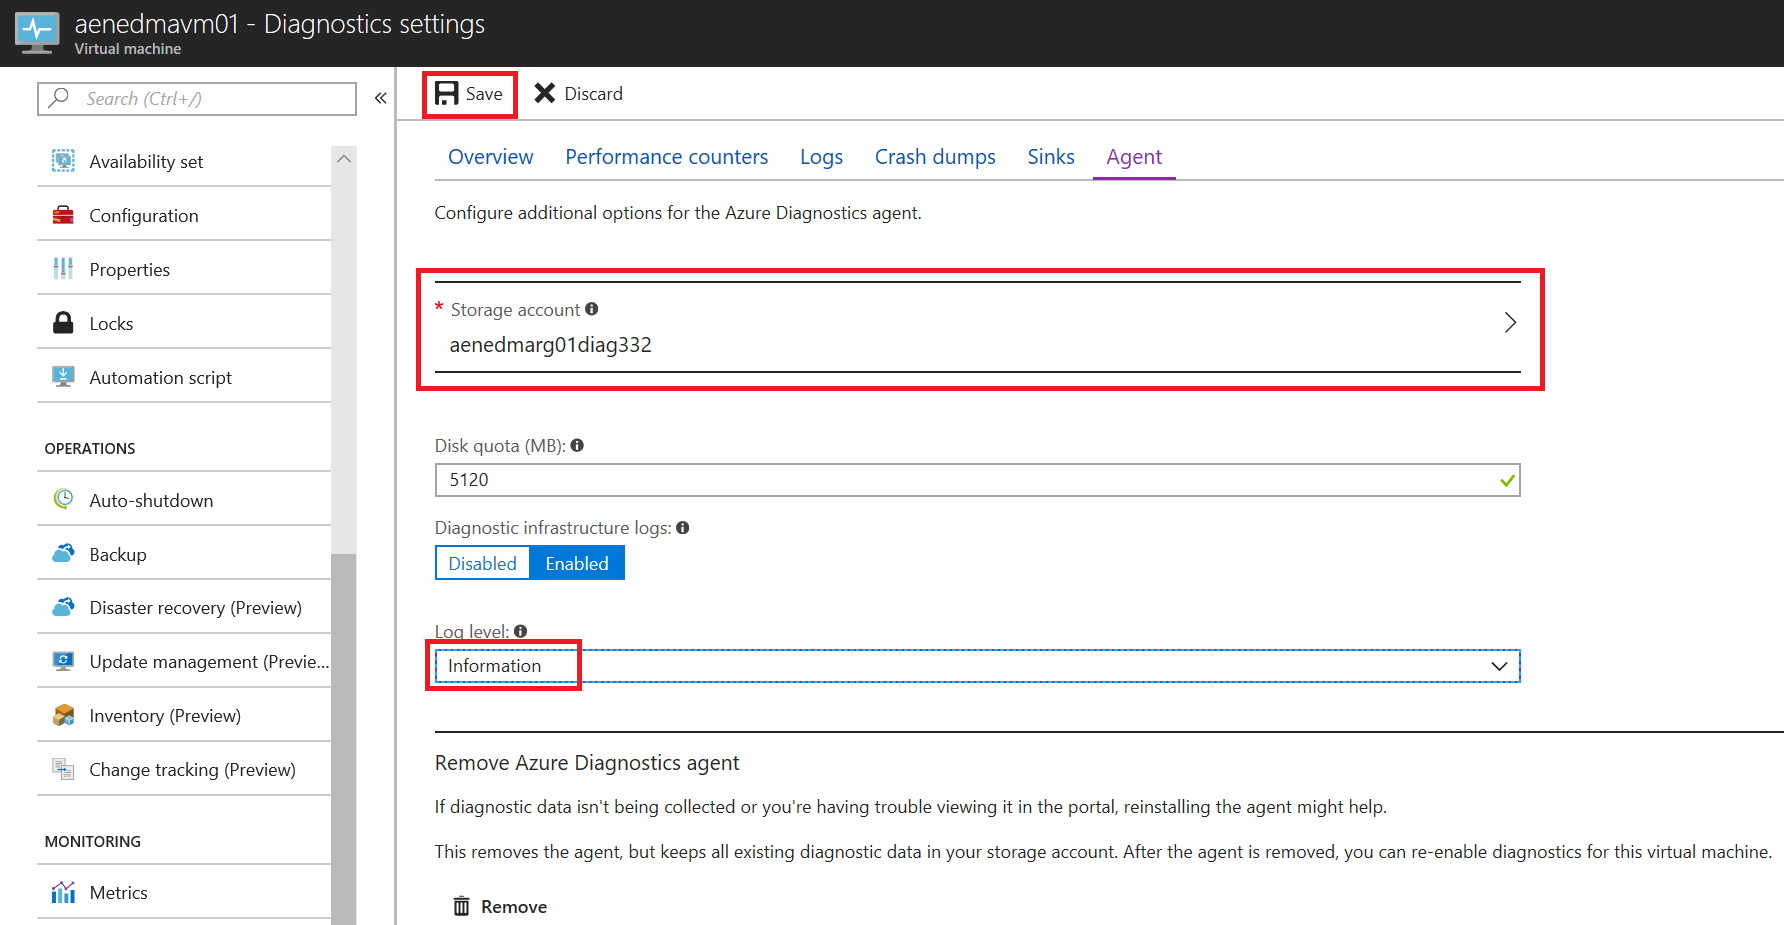 aenedmavm01 - Diagnostics settings
Virtual machine
Search (Ctrl+/)
Availability set
Configuration
Properties
Locks
Automation script
OPERATIONS
Auto-shutdown
Backup
Disaster recovery (Preview)
Update management (Previe...
Inventory (Preview)
Change tracking (Preview)
MONITORING
Metrics
Save Discard
Overview Performance counters Logs Crash dumps Sinks Agent
Configure additional options for the Azure Diagnostics agent.
* Storage account
aenedmarg01diag332
Disk quota (MB):
5120
Diagnostic infrastructure logs:
Disabled Enabled
Log level:
Information
Remove Azure Diagnostics agent
If diagnostic data isn't being collected or you're having trouble viewing it in the portal, reinstalling the agent might help.
This removes the agent, but keeps all existing diagnostic data in your storage account. After the agent is removed, you can re-enable diagnostics for this virtual machine.
Remove